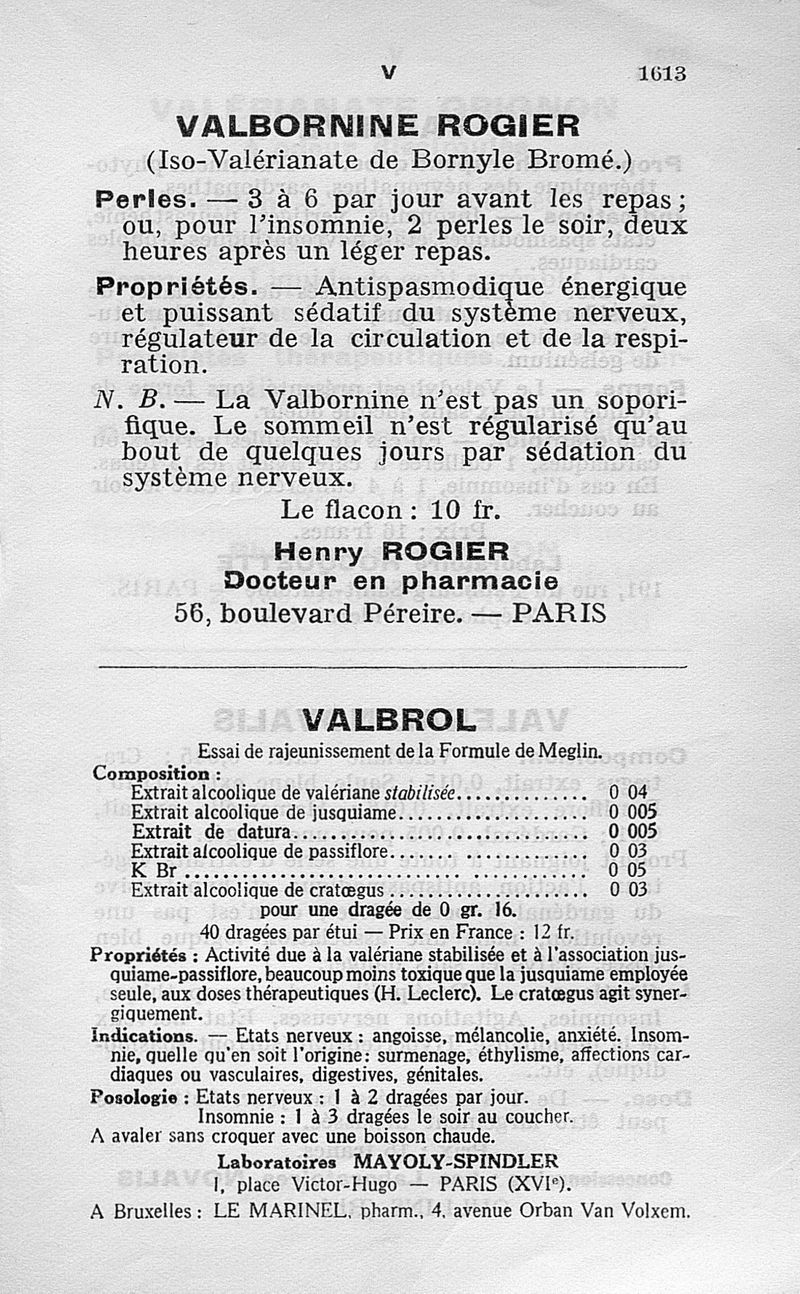 V 1613
VALBORNINE ROGIER
(Iso-Valérianate de Bornyle Bromé.)
Perles. — 3 à 6 par jour avant les repas ;
ou, pour l'insomnie, 2 perles le soir, deux
heures après un léger repas.
Propriétés. — Antispasmodique énergique
et puissant sédatif du système nerveux,
régulateur de la circulation et de la respi-
ration.
N. B. — La Valbornine n'est pas un sopori-
fique. Le sommeil n'est régularisé qu'au
bout de quelques jours par sédation du
système nerveux.
Le flacon : 10 fr.
Henry ROGIER
Docteur en pharmacie
56, boulevard Péreire. — PARIS
VALBROL
Essai de rajeunissement de la Formule de Meglin.
Composition :
Extrait alcoolique de valériane stabilisée............... 0 04
Extrait alcoolique de jusquiame..................... 0 005
Extrait de datura................................. 0 005
Extrait alcoolique de passiflore. .................... 0 03
K Br ........................................... 0 05
Extrait alcoolique de cratœgus ...................... 0 03
pour une dragée de 0 gr. 16.
40 dragées par étui — Prix en France : 12 fr.
Propriétés : Activité due à la valériane stabilisée et à l'association jus-
quiame-passiflore, beaucoup moins toxique que la jusquiame employée
seule, aux doses thérapeutiques (H. Leclerc). Le cratœgus agit syner-
giquement.
Indications. — Etats nerveux : angoisse, mélancolie, anxiété. Insom-
nie, quelle qu'en soit l'origine : surmenage, éthylisme, affections car-
diaques ou vasculaires, digestives, génitales.
Posologie : Etats nerveux : 1 à 2 dragées par jour.
Insomnie : 1 à 3 dragées le soir au coucher.
A avaler sans croquer avec une boisson chaude.
Laboratoires MAYOLY-SPINDLER
1, place Victor-Hugo — PARIS (XVIe).
A Bruxelles : LE MARINEL, pharm., 4, avenue Orban Van Volxem.